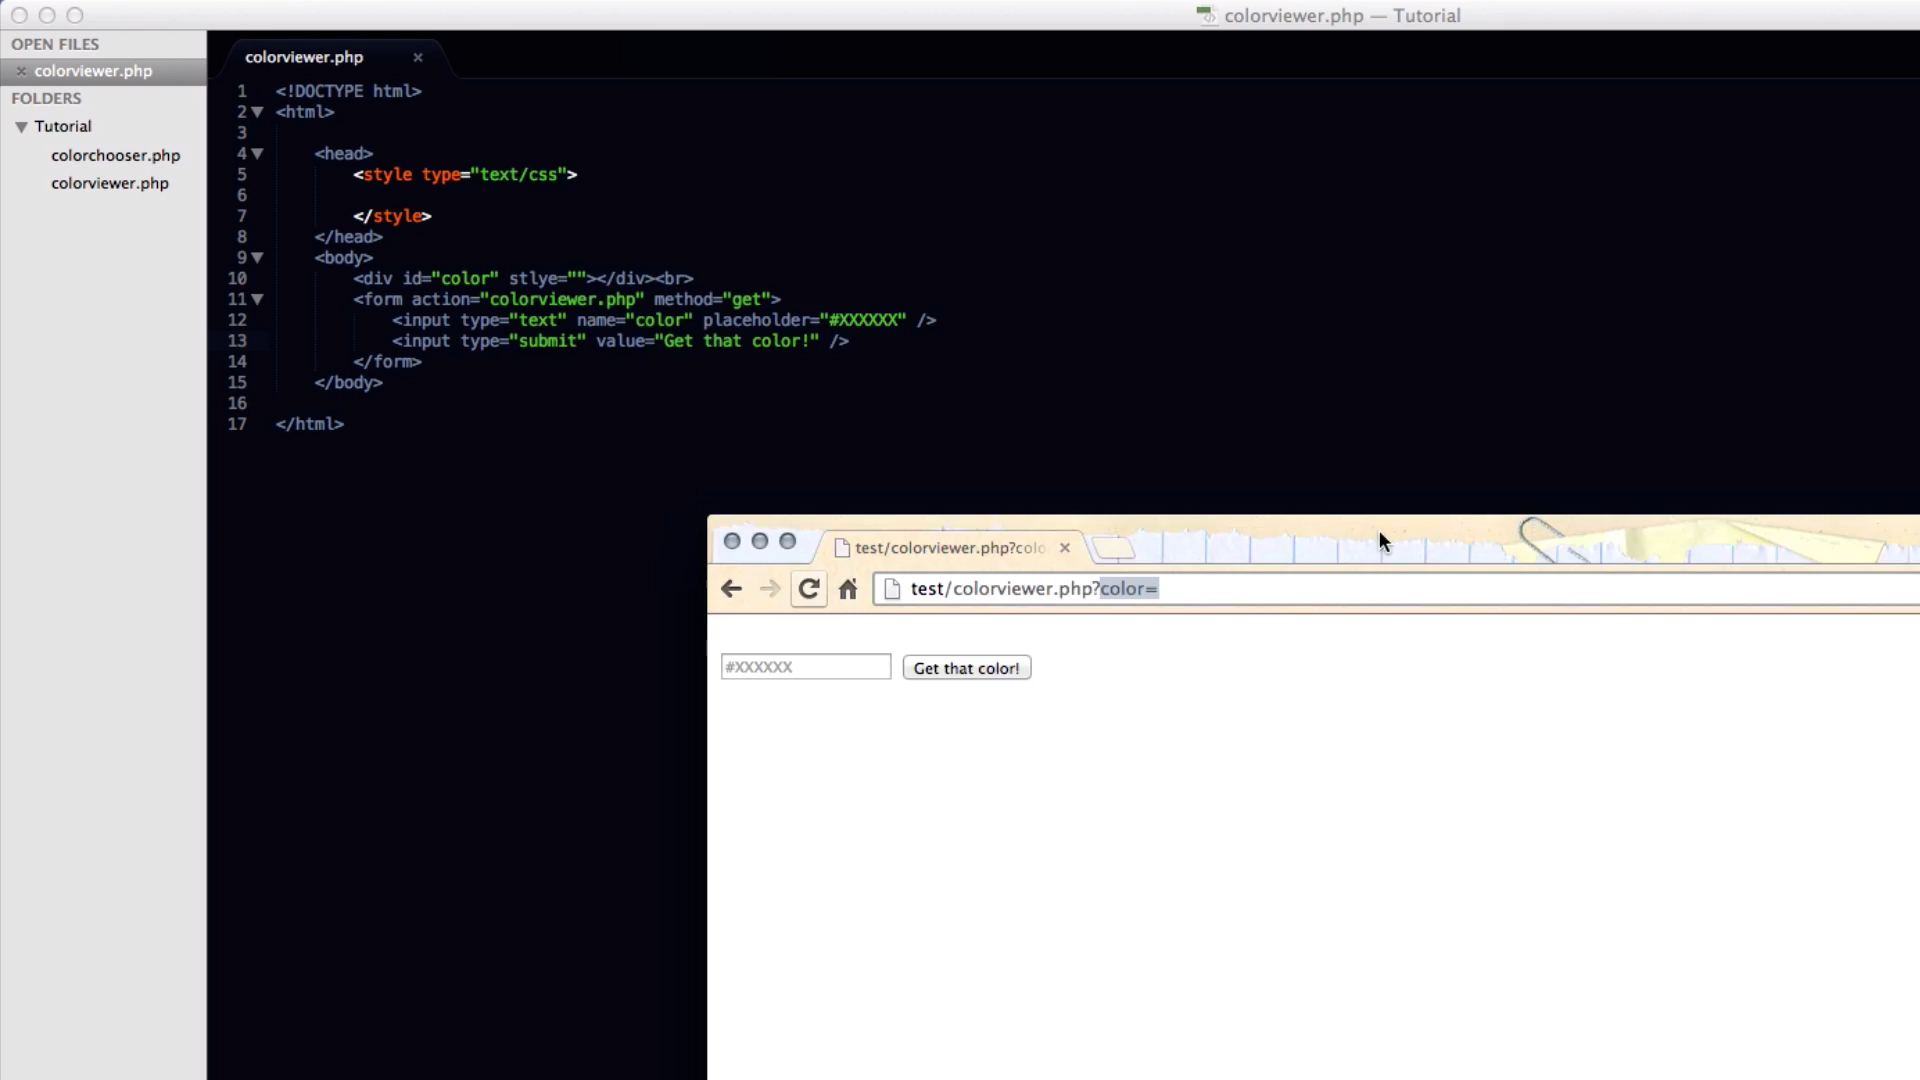 colorviewer.php — Tutorial
OPEN FILES
colorviewer.php
FOLDERS
Tutorial
colorchooser.php
colorviewer.php
colorviewer.php
1 <!DOCTYPE html>
2 <html>
3
4 <head>
5 <style type="text/css">
6
7 </style>
8 </head>
9 <body>
10 <div id="color" stlye=""></div><br>
11 <form action="colorviewer.php" method="get">
12 <input type="text" name="color" placeholder="#XXXXXX" />
13 <input type="submit" value="Get that color!" />
14 </form>
15 </body>
16
17 </html>
test/colorviewer.php?colo
test/colorviewer.php?color=
#XXXXXX Get that color!